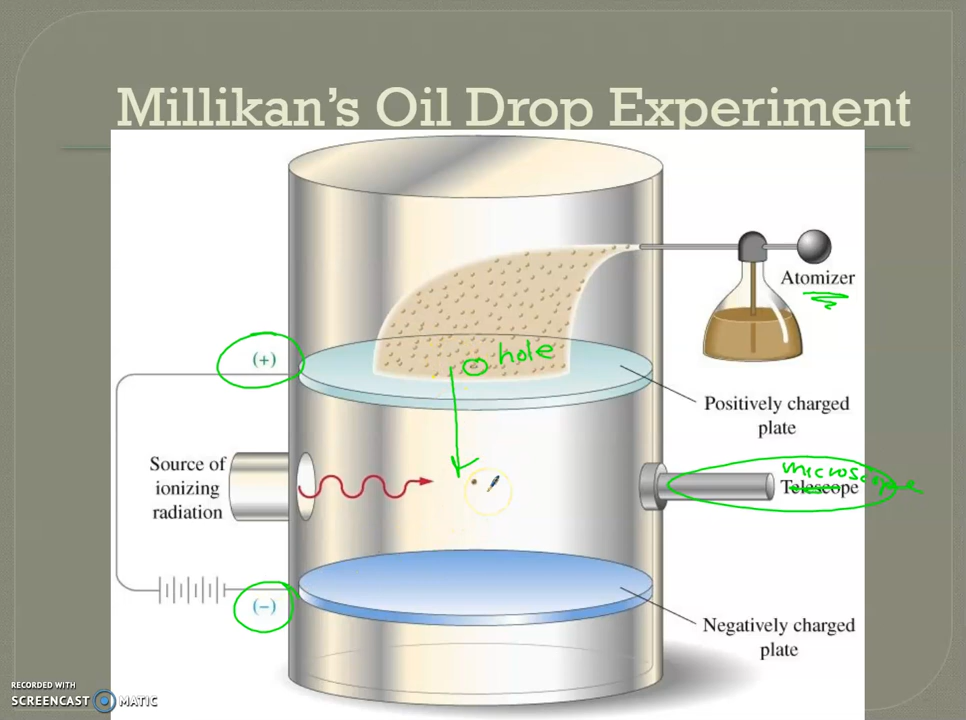 Millikan's Oil Drop Experiment
Atomizer
(+)
hole
Positively charged
plate
Source of
ionizing
radiation
microscope
Telescope
(−)
Negatively charged
plate
RECORDED WITH
SCREENCAST MATIC